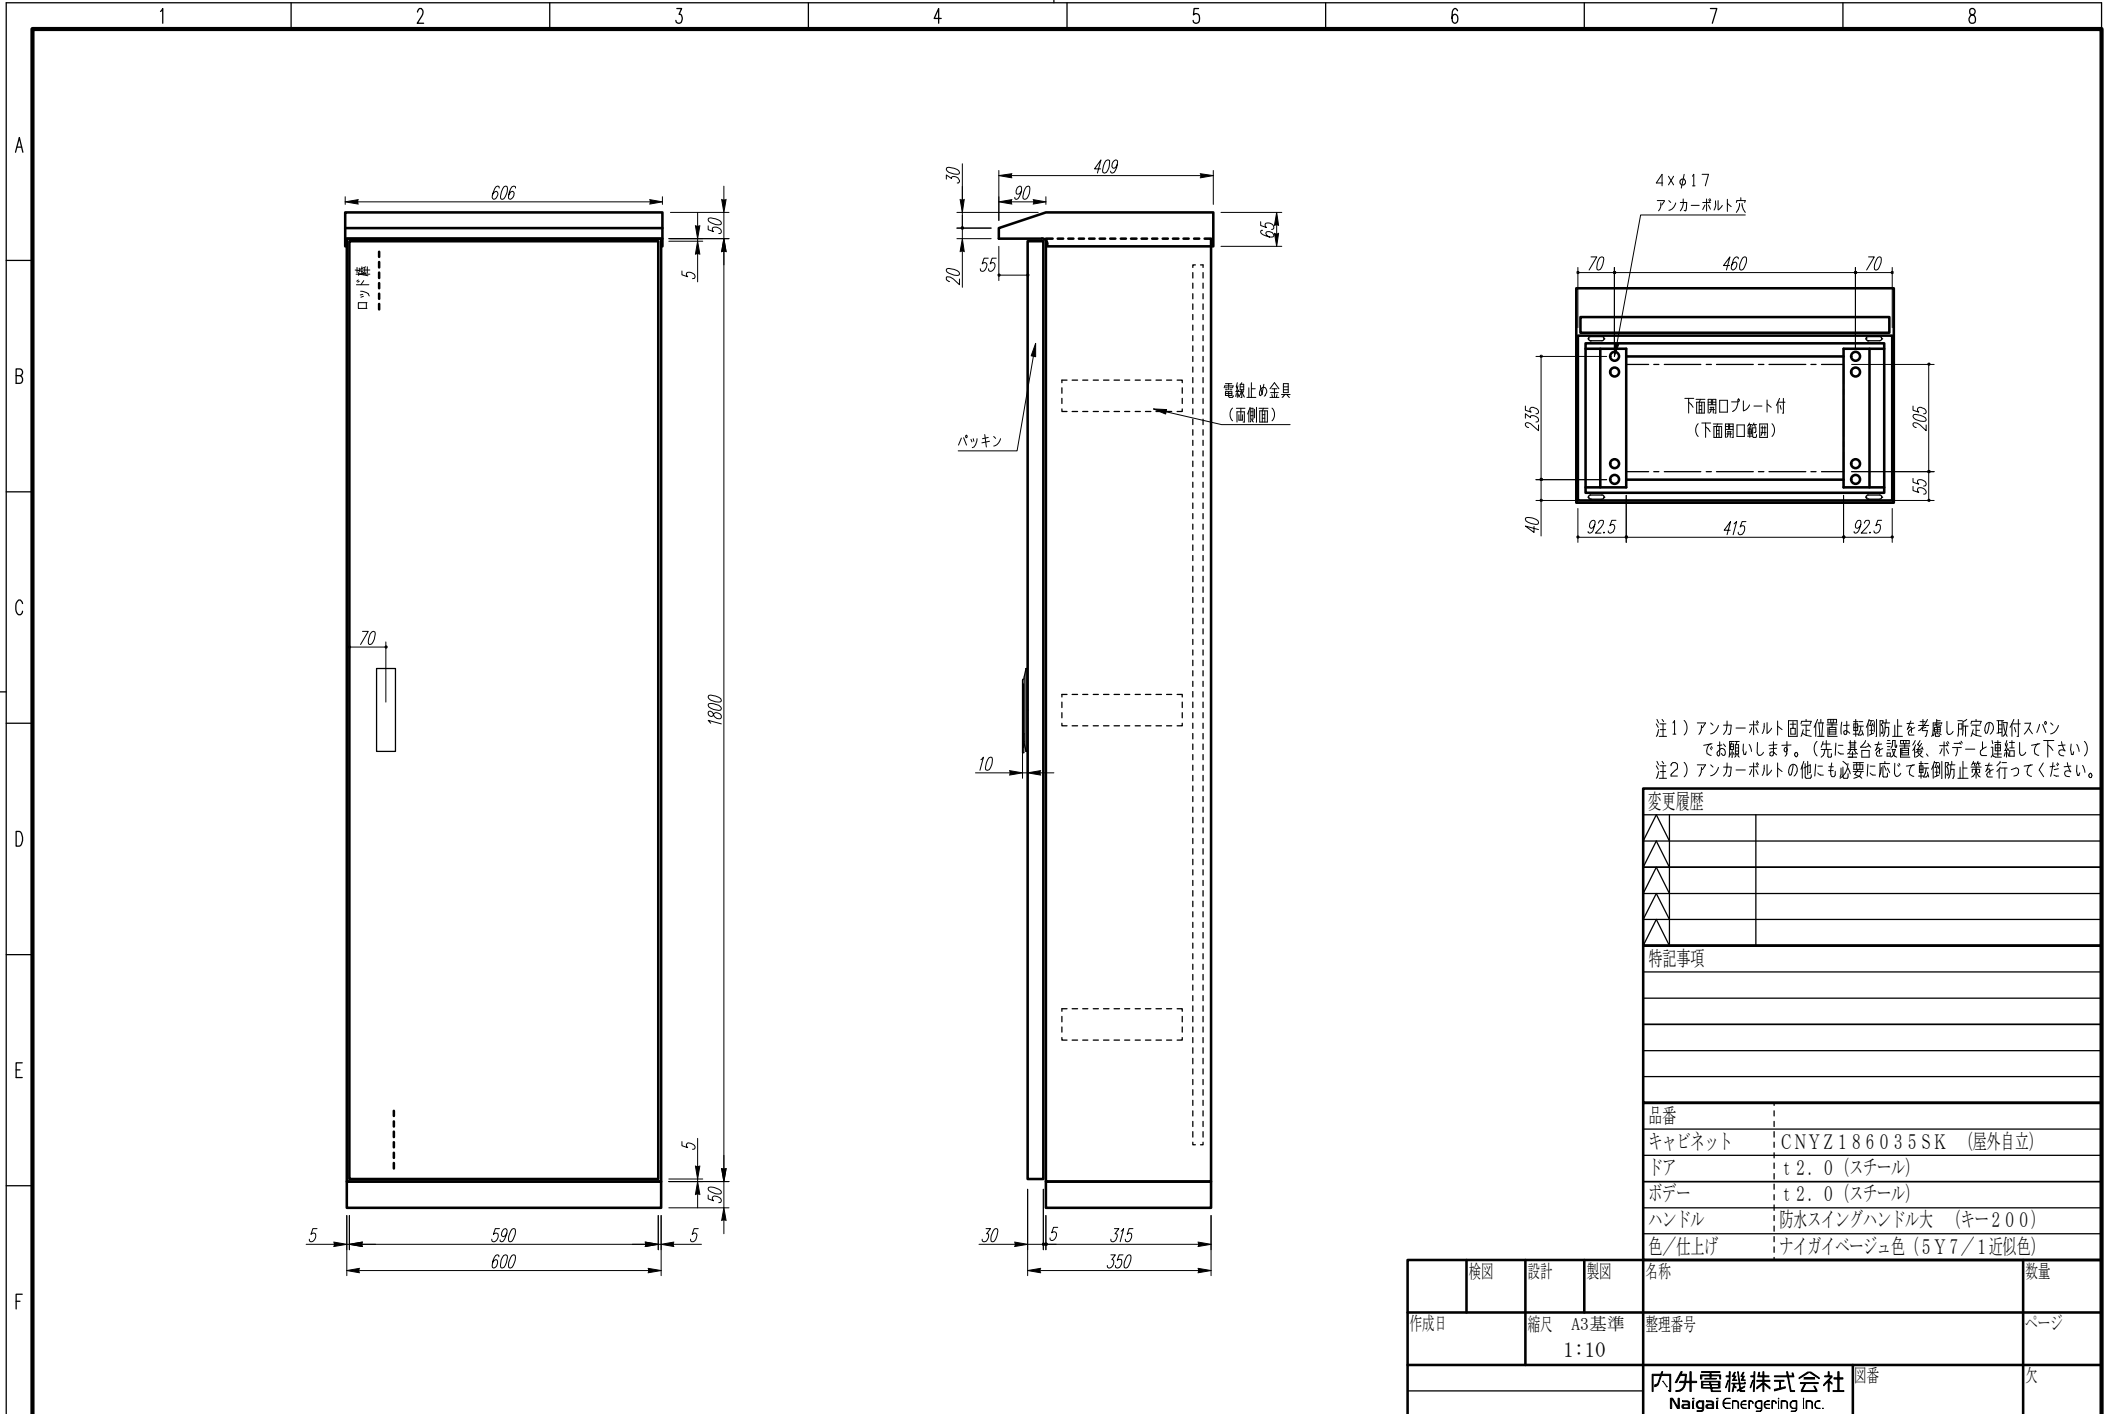 1 2 3 4 5 6 7 8
A
B
C
D
E
F
606
50
5
ロッド棒
70
1800
5
50
5 590 5
600
409
90
30
20
55
65
パッキン
電線止め金具
(両側面)
10
30 5 315
350
4×φ17
アンカーボルト穴
70 460 70
235
40
下面開口プレート付
(下面開口範囲)
205
55
92.5 415 92.5
注1)アンカーボルト固定位置は転倒防止を考慮し所定の取付スパン
でお願いします。(先に基台を設置後、ボデーと連結して下さい)
注2)アンカーボルトの他にも必要に応じて転倒防止策を行ってください。
変更履歴
特記事項
品番
キャビネット CNYZ186035SK (屋外自立)
ドア t2.0(スチール)
ボデー t2.0(スチール)
ハンドル 防水スイングハンドル大 (キー200)
色/仕上げ ナイガイベージュ色(5Y7/1近似色)
検図 設計 製図 名称 数量
作成日 縮尺 A3基準 整理番号 ページ
1:10
内外電機株式会社 図番 欠
Naigai Energering Inc.